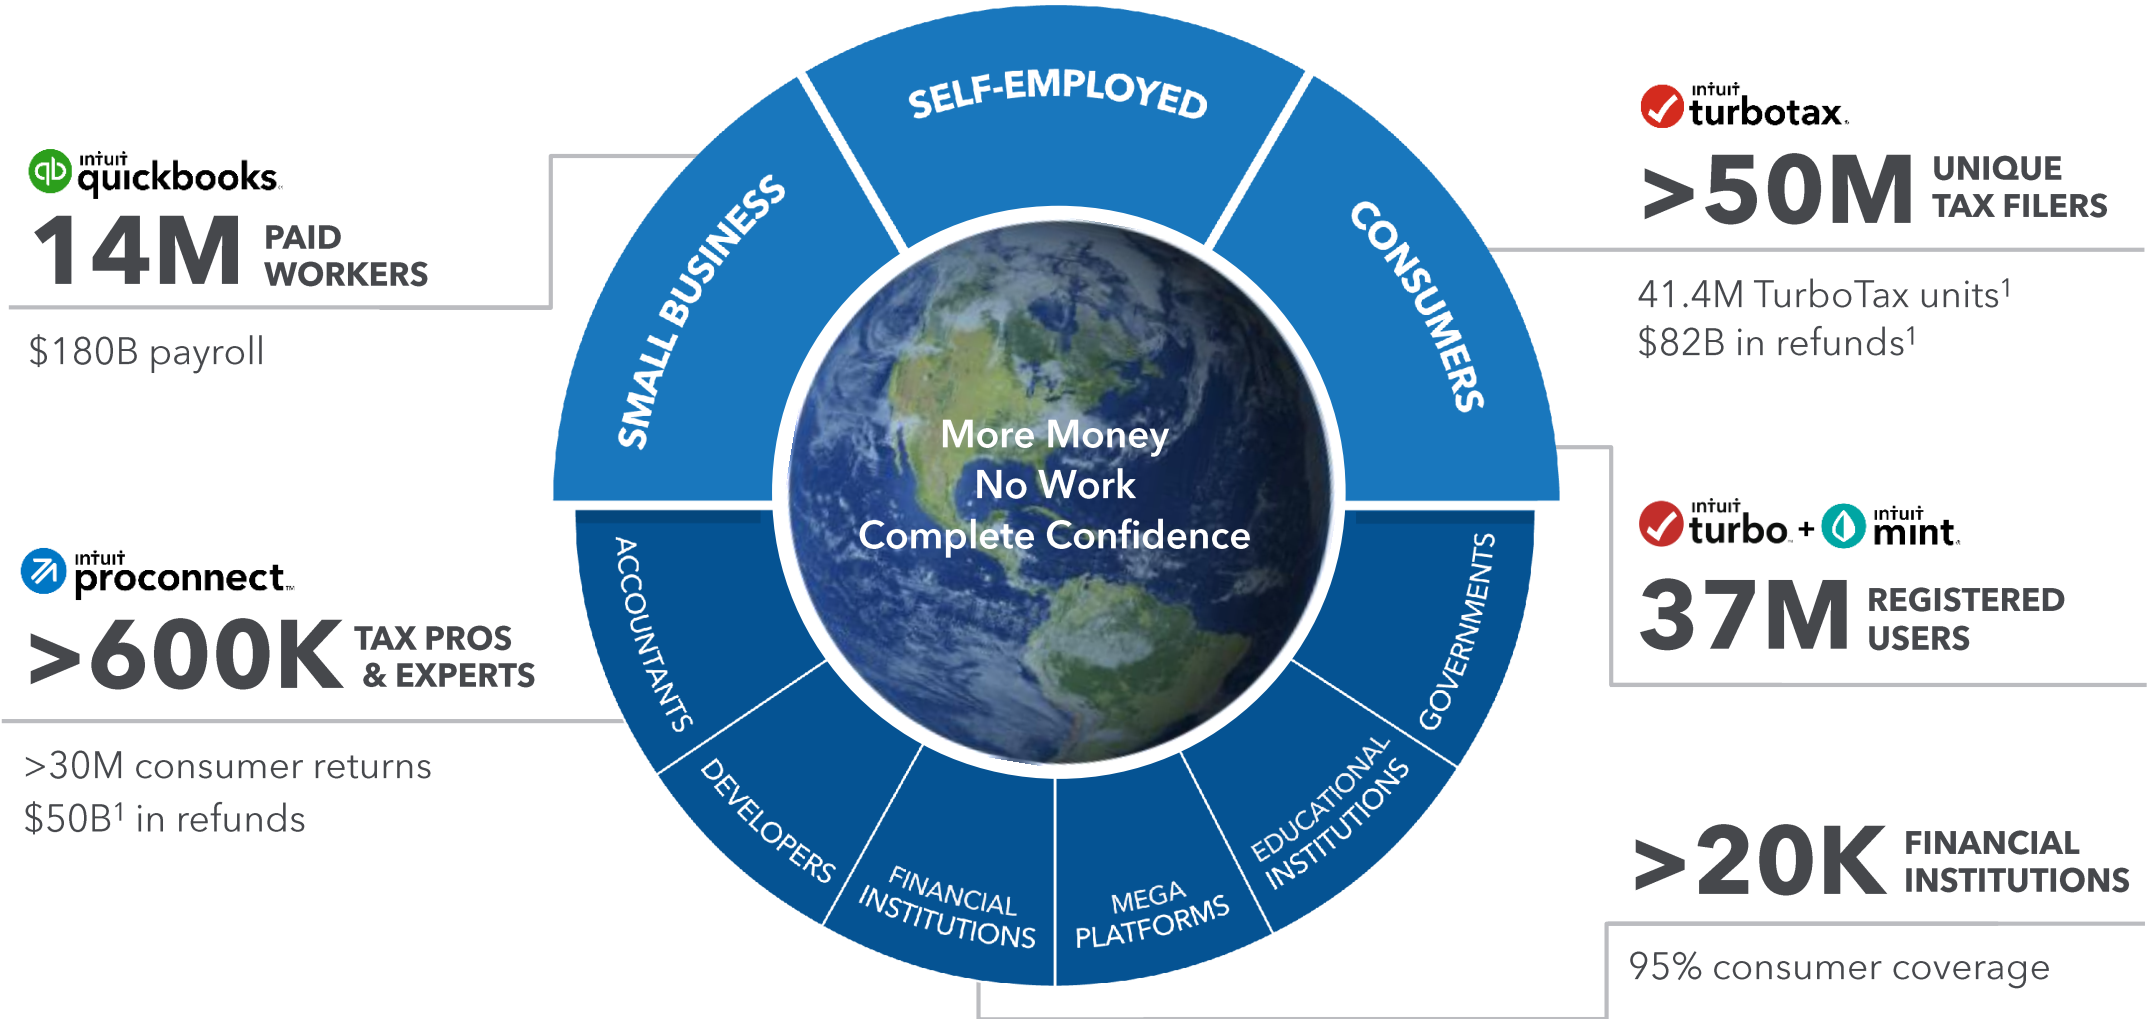 intuit
quickbooks
14M PAID
WORKERS
$180B payroll
intuit
proconnect™
>600K TAX PROS
& EXPERTS
>30M consumer returns
$50B¹ in refunds
SELF-EMPLOYED
SMALL BUSINESS
CONSUMERS
More Money
No Work
Complete Confidence
ACCOUNTANTS
DEVELOPERS
FINANCIAL
INSTITUTIONS
MEGA
PLATFORMS
EDUCATIONAL
INSTITUTIONS
GOVERNMENTS
intuit
turbotax®
>50M UNIQUE
TAX FILERS
41.4M TurboTax units¹
$82B in refunds¹
intuit
turbo + intuit
mint
37M REGISTERED
USERS
>20K FINANCIAL
INSTITUTIONS
95% consumer coverage